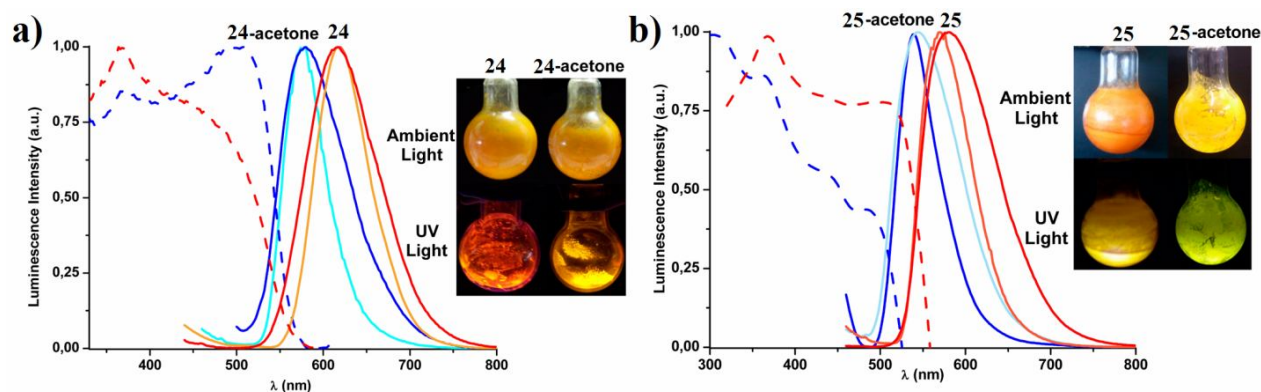 a)
24-acetone 24
1,00
0,75
0,50
0,25
0,00
Luminescence Intensity (a.u.)
400 500 600 700 800
λ (nm)
24 24-acetone
Ambient
Light
UV
Light
b)
25-acetone 25
1,00
0,75
0,50
0,25
0,00
Luminescence Intensity (a.u.)
300 400 500 600 700 800
λ (nm)
25 25-acetone
Ambient
Light
UV
Light